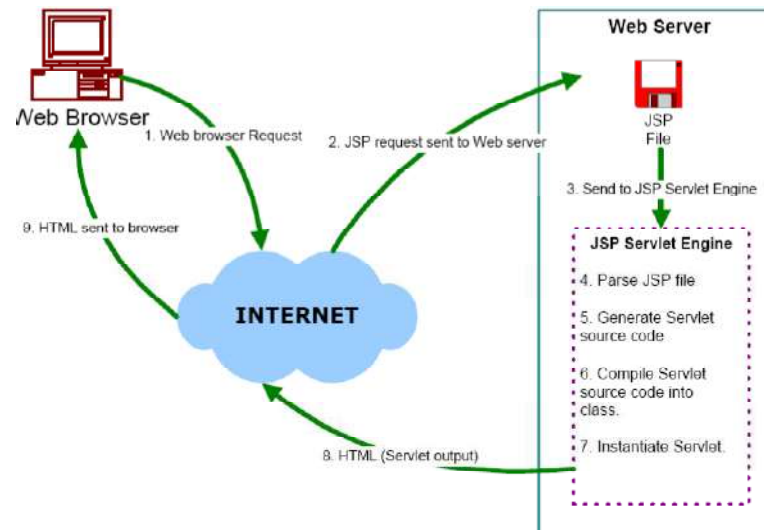 Web Server
Web Browser
JSP
File
1. Web browser Request
2. JSP request sent to Web server
3. Send to JSP Servlet Engine
9. HTML sent to browser
JSP Servlet Engine
4. Parse JSP file
INTERNET
5. Generate Servlet
source code
6. Compile Servlet
source code into
class.
7. Instantiate Servlet.
8. HTML (Servlet output)